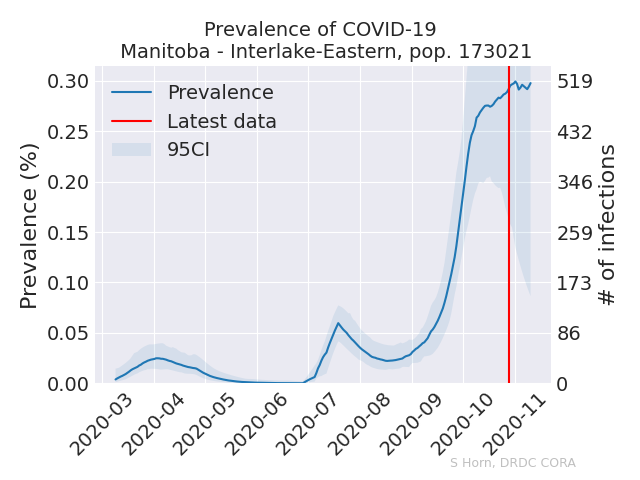 Prevalence of COVID-19
Manitoba - Interlake-Eastern, pop. 173021
Prevalence
Latest data
95CI
Prevalence (%)
0.30
0.25
0.20
0.15
0.10
0.05
0.00
519
432
346
259
173
86
0
# of infections
2020-03
2020-04
2020-05
2020-06
2020-07
2020-08
2020-09
2020-10
2020-11
S Horn, DRDC CORA